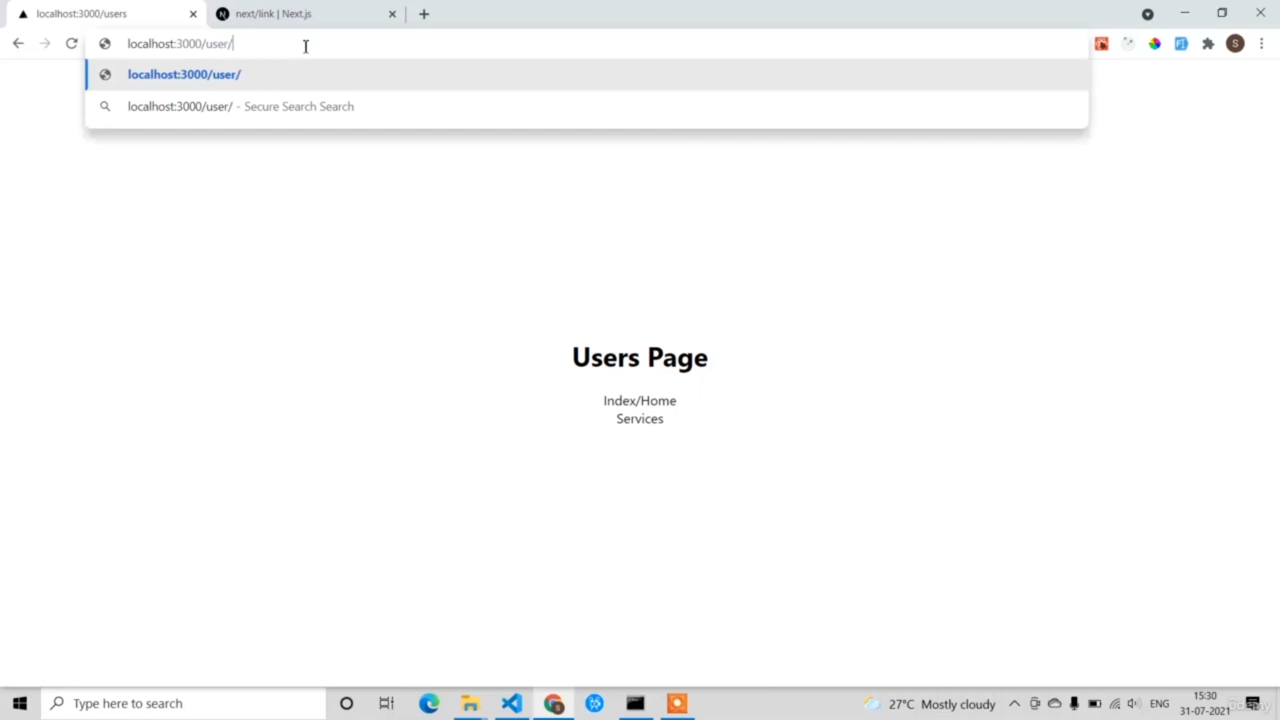 localhost:3000/users
next/link | Next.js
localhost:3000/user/
S
localhost:3000/user/
localhost:3000/user/ - Secure Search Search
Users Page
Index/Home
Services
Type here to search
27°C Mostly cloudy
ENG
15:30
31-07-2021
Udemy